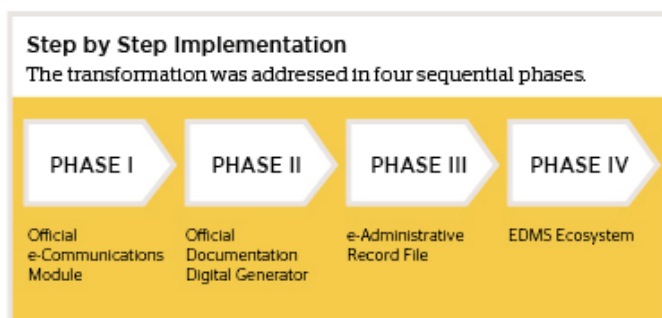 Step by Step Implementation
The transformation was addressed in four sequential phases.
PHASE I
PHASE II
PHASE III
PHASE IV
Official
e-Communications
Module
Official
Documentation
Digital Generator
e-Administrative
Record File
EDMS Ecosystem